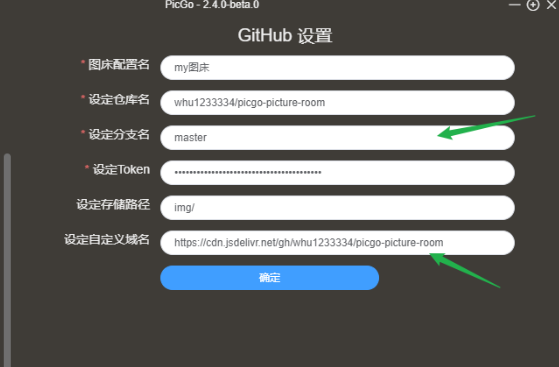 PicGo - 2.4.0-beta.0
GitHub 设置
* 图床配置名 my图床
* 设定仓库名 whu1233334/picgo-picture-room
* 设定分支名 master
* 设定Token ••••••••••••••••••••••••••••••••••••••••
设定存储路径 img/
设定自定义域名 https://cdn.jsdelivr.net/gh/whu1233334/picgo-picture-room
确定